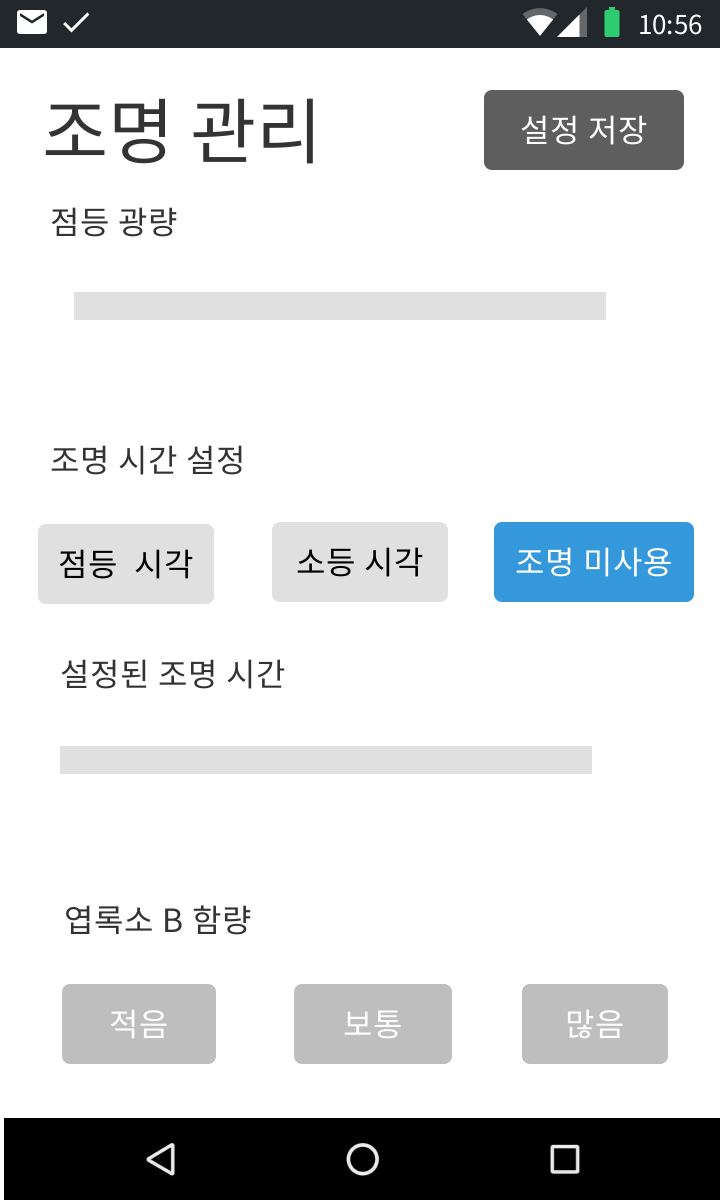 10:56
조명 관리
설정 저장
점등 광량
조명 시간 설정
점등 시각
소등 시각
조명 미사용
설정된 조명 시간
엽록소 B 함량
적음
보통
많음